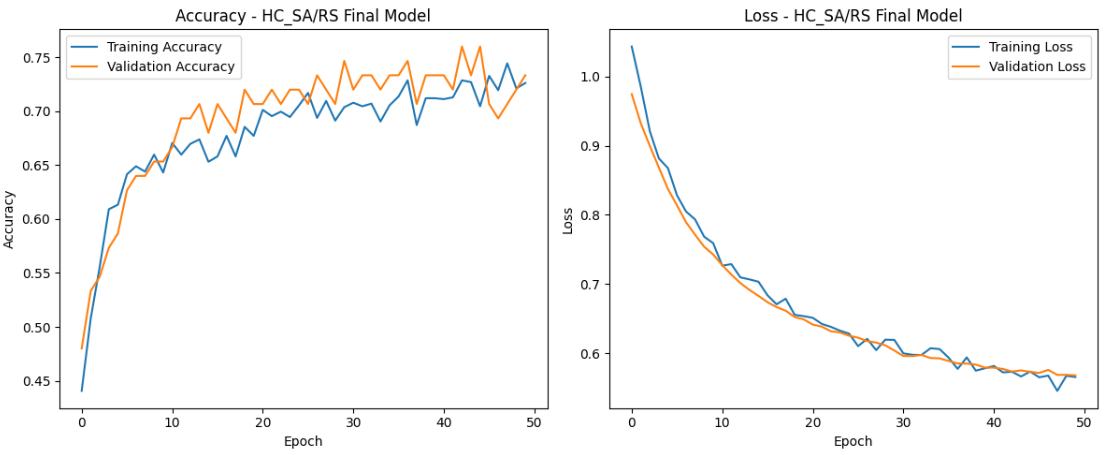 Accuracy - HC_SA/RS Final Model
Training Accuracy
Validation Accuracy
0.75
0.70
0.65
0.60
0.55
0.50
0.45
Accuracy
0
10
20
30
40
50
Epoch
Loss - HC_SA/RS Final Model
Training Loss
Validation Loss
1.0
0.9
0.8
0.7
0.6
Loss
0
10
20
30
40
50
Epoch